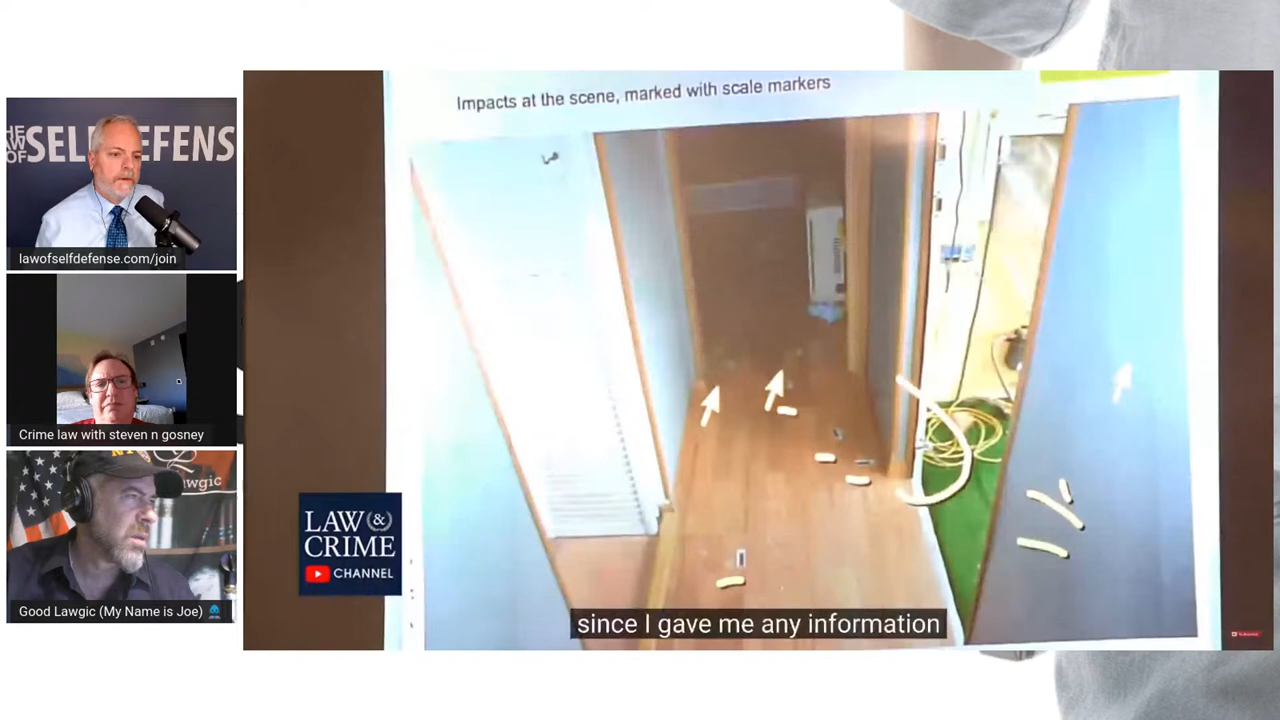 Impacts at the scene, marked with scale markers
THE LAW OF SELF DEFENS
lawofselfdefense.com/join
Crime law with steven n gosney
awgic
Good Lawgic (My Name is Joe)
LAW &
CRIME
CHANNEL
since I gave me any information